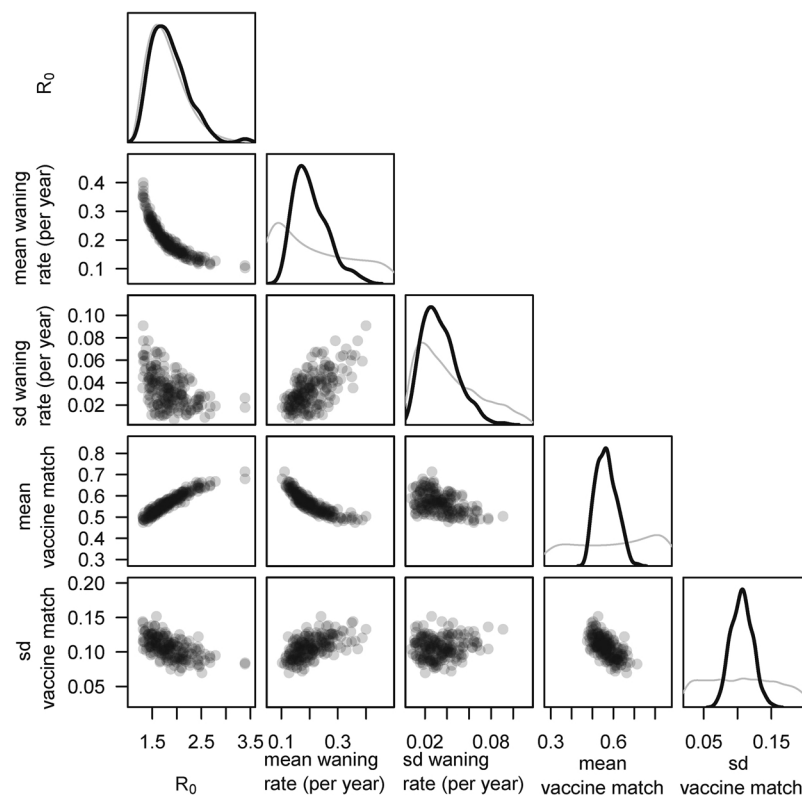 R0
mean waning
rate (per year)
0.4
0.3
0.2
0.1
sd waning
rate (per year)
0.10
0.08
0.06
0.04
0.02
mean
vaccine match
0.8
0.7
0.6
0.5
0.4
0.3
sd
vaccine match
0.20
0.15
0.10
0.05
1.5 2.5 3.5
0.1 0.3
0.02 0.08
0.3 0.6
0.05 0.15
R0
mean waning
rate (per year)
sd waning
rate (per year)
mean
vaccine match
sd
vaccine match